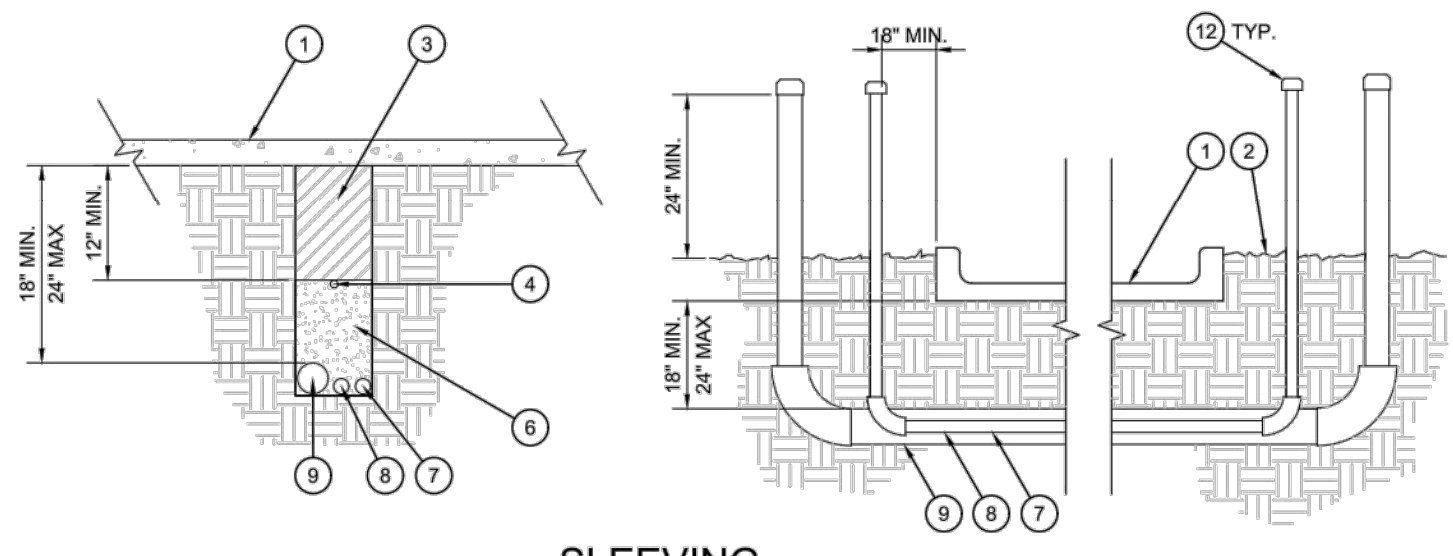 1
3
18" MIN.
24" MAX
12" MIN.
4
6
9
8
7
18" MIN.
12 TYP.
24" MIN.
1
2
18" MIN.
24" MAX
9
8
7
SLEEVING